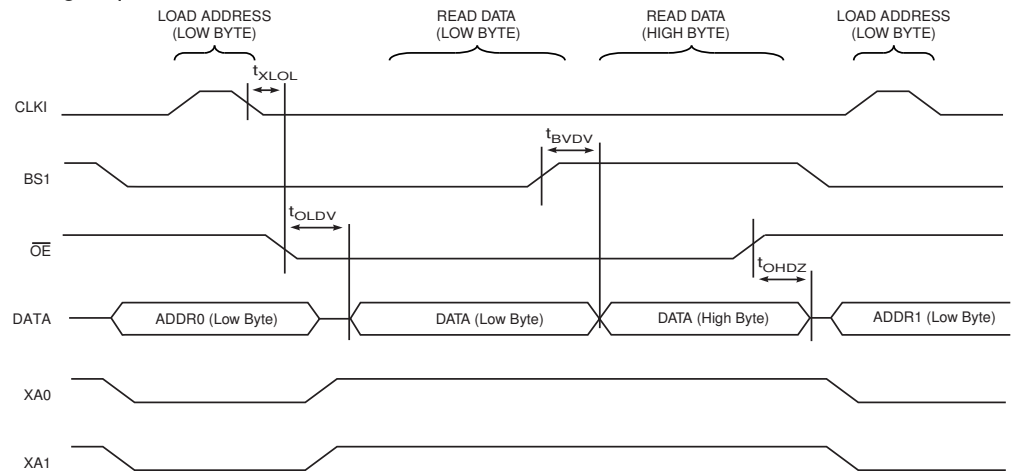 LOAD ADDRESS
(LOW BYTE)
READ DATA
(LOW BYTE)
READ DATA
(HIGH BYTE)
LOAD ADDRESS
(LOW BYTE)
tXLOL
CLKI
tBVDV
BS1
tOLDV
OE
tOHDZ
DATA
ADDR0 (Low Byte)
DATA (Low Byte)
DATA (High Byte)
ADDR1 (Low Byte)
XA0
XA1